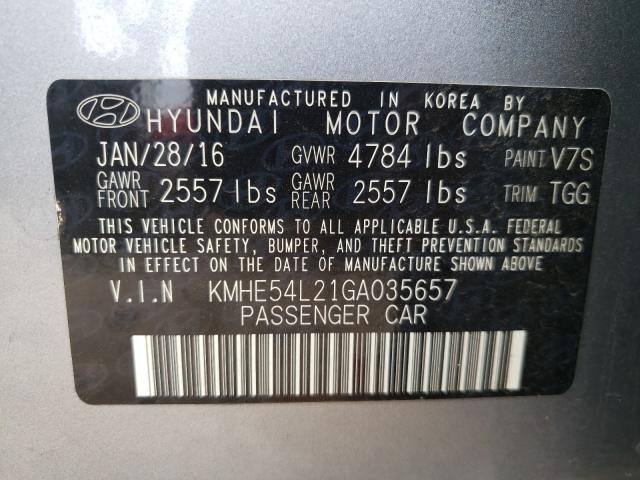 MANUFACTURED IN KOREA BY
HYUNDAI MOTOR COMPANY
JAN/28/16 GVWR 4784 lbs PAINT V7S
GAWR FRONT 2557 lbs GAWR REAR 2557 lbs TRIM TGG
THIS VEHICLE CONFORMS TO ALL APPLICABLE U.S.A. FEDERAL
MOTOR VEHICLE SAFETY, BUMPER, AND THEFT PREVENTION STANDARDS
IN EFFECT ON THE DATE OF MANUFACTURE SHOWN ABOVE.
V.I.N KMHE54L21GA035657
PASSENGER CAR